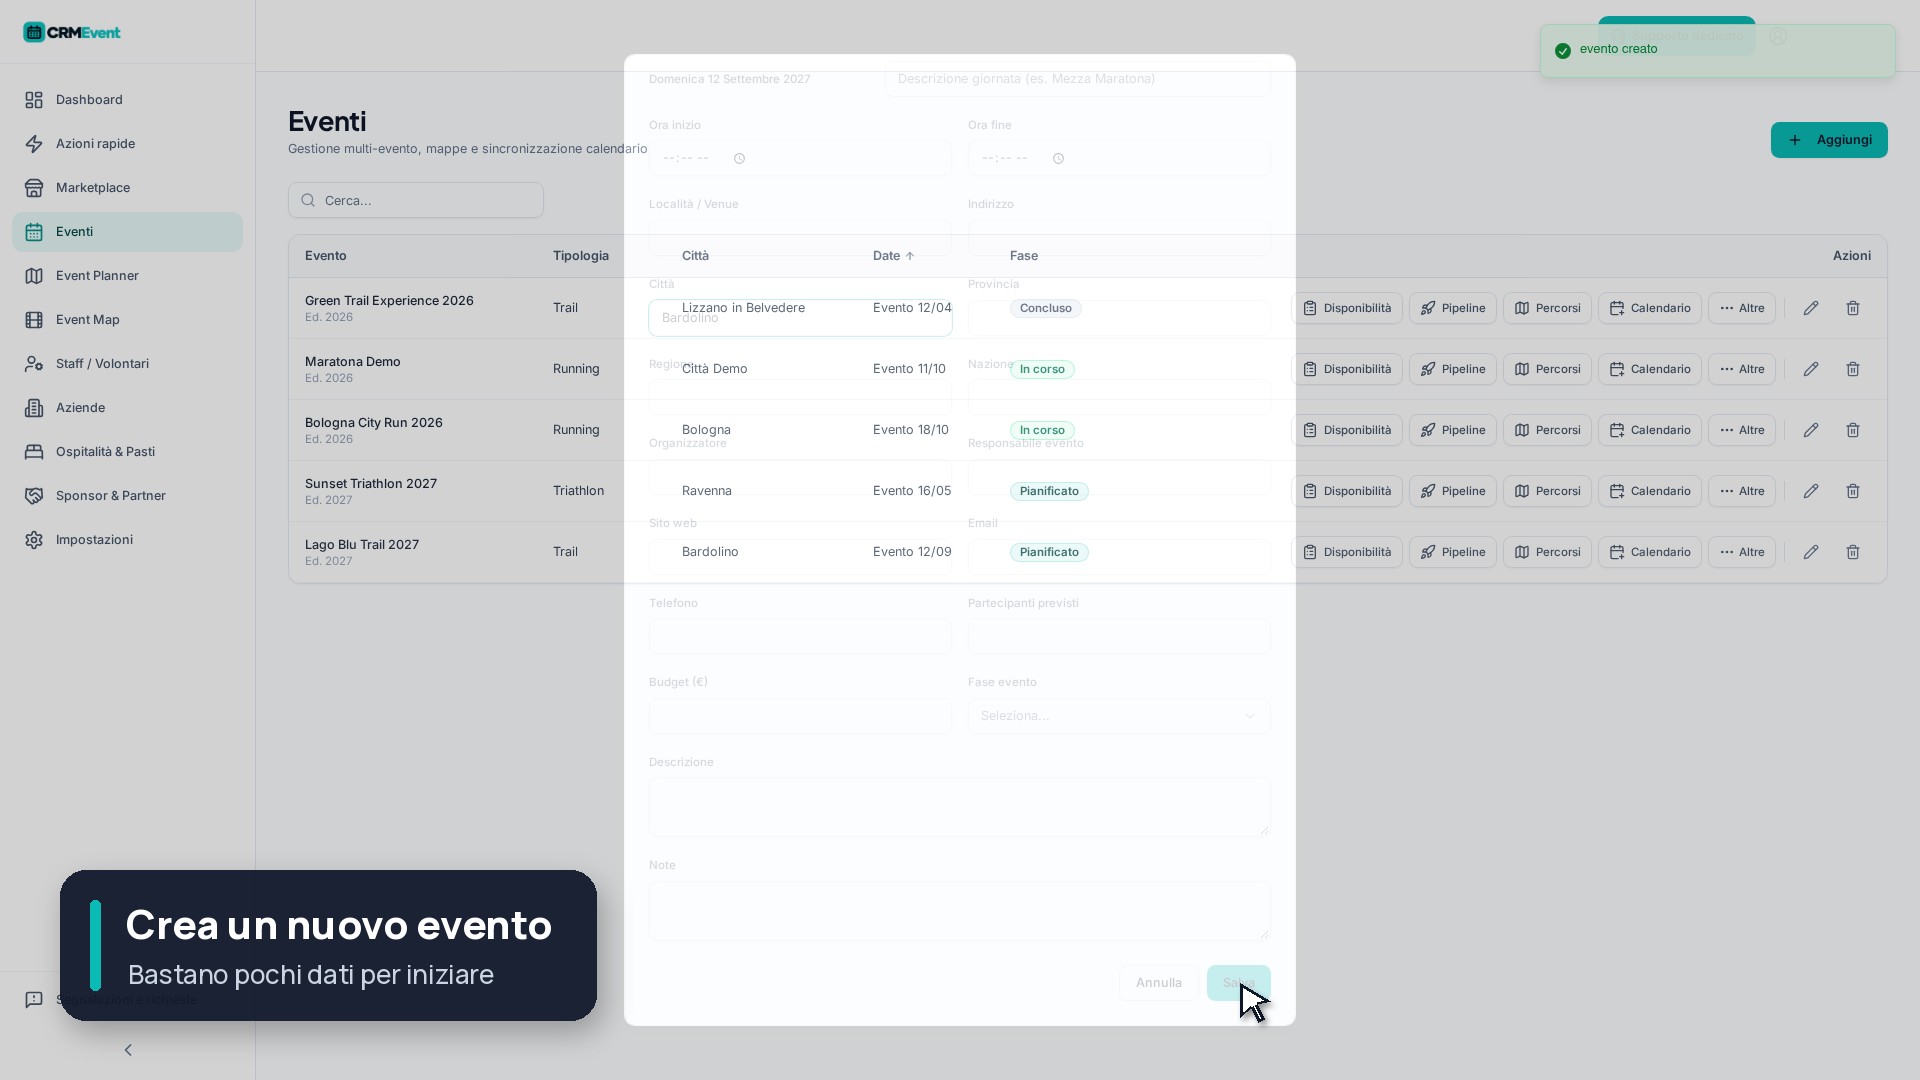 CRMEvent
evento creato
Dashboard
Azioni rapide
Marketplace
Eventi
Event Planner
Event Map
Staff / Volontari
Aziende
Ospitalità & Pasti
Sponsor & Partner
Impostazioni
Eventi
Gestione multi-evento, mappe e sincronizzazione calendario
Aggiungi
Cerca...
Evento Tipologia Città Date ↑ Fase Azioni
Green Trail Experience 2026 Trail Lizzano in Belvedere Evento 12/04 Concluso Disponibilità Pipeline Percorsi Calendario Altre
Ed. 2026
Maratona Demo Running Città Demo Evento 11/10 In corso Disponibilità Pipeline Percorsi Calendario Altre
Ed. 2026
Bologna City Run 2026 Running Bologna Evento 18/10 In corso Disponibilità Pipeline Percorsi Calendario Altre
Ed. 2026
Sunset Triathlon 2027 Triathlon Ravenna Evento 16/05 Pianificato Disponibilità Pipeline Percorsi Calendario Altre
Ed. 2027
Lago Blu Trail 2027 Trail Bardolino Evento 12/09 Pianificato Disponibilità Pipeline Percorsi Calendario Altre
Ed. 2027
Domenica 12 Settembre 2027 Descrizione giornata (es. Mezza Maratona)
Ora inizio Ora fine
--:-- -- --:-- --
Località / Venue Indirizzo
Città Provincia
Bardolino
Regione Nazione
Organizzatore Responsabile evento
Sito web Email
Telefono Partecipanti previsti
Budget (€) Fase evento
Seleziona...
Descrizione
Note
Annulla
Crea un nuovo evento
Bastano pochi dati per iniziare